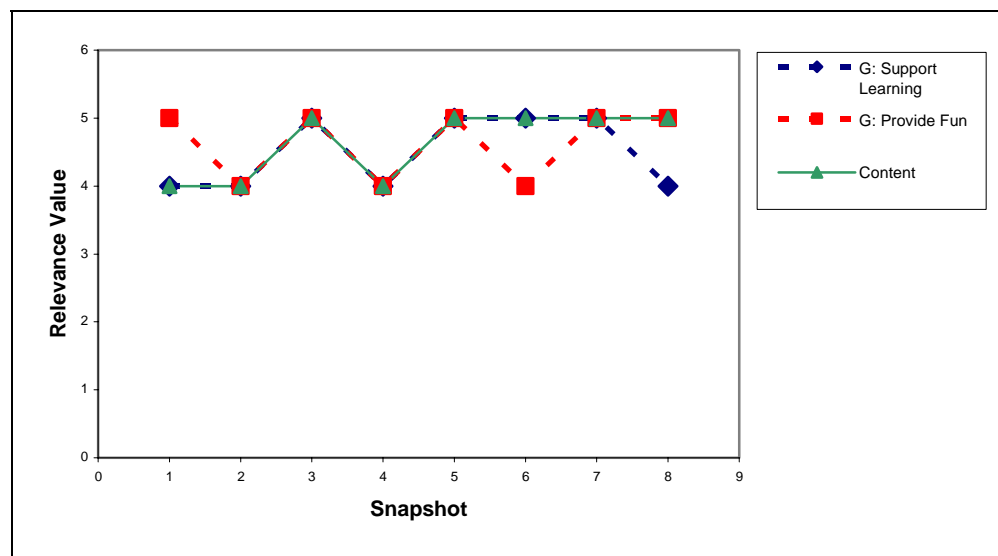 6
5
4
3
2
1
0
0 1 2 3 4 5 6 7 8 9
Relevance Value
Snapshot
G: Support
Learning
G: Provide Fun
Content